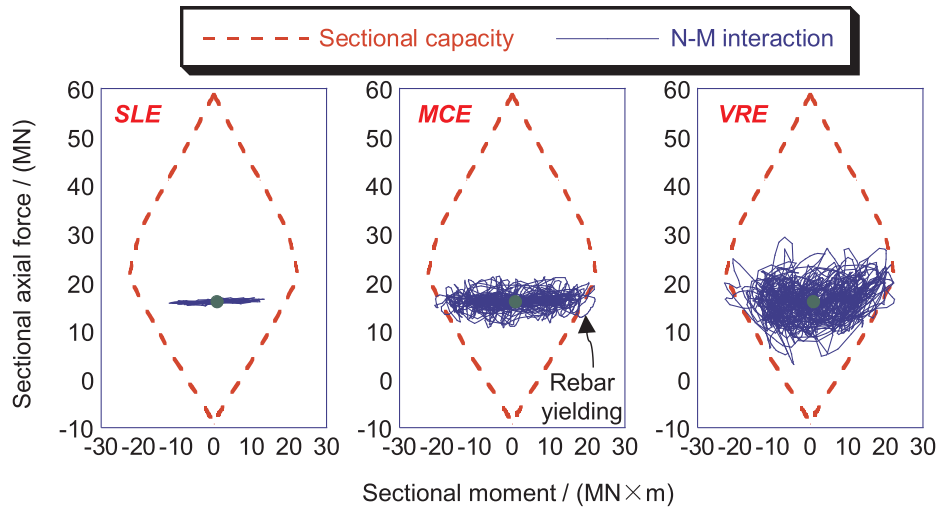 Sectional capacity
N-M interaction
SLE
MCE
VRE
Sectional axial force / (MN)
60
50
40
30
20
10
0
-10
60
50
40
30
20
10
0
-10
60
50
40
30
20
10
0
-10
Rebar
yielding
-30 -20 -10 0 10 20 30
-30 -20 -10 0 10 20 30
-30 -20 -10 0 10 20 30
Sectional moment / (MN×m)